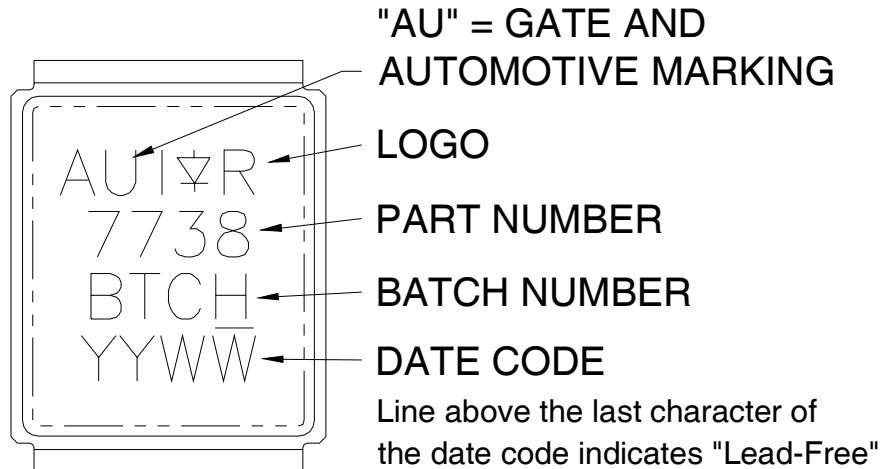 "AU" = GATE AND
AUTOMOTIVE MARKING
AUI R
LOGO
7738
PART NUMBER
BTCH
BATCH NUMBER
YYWW
DATE CODE
Line above the last character of
the date code indicates "Lead-Free"